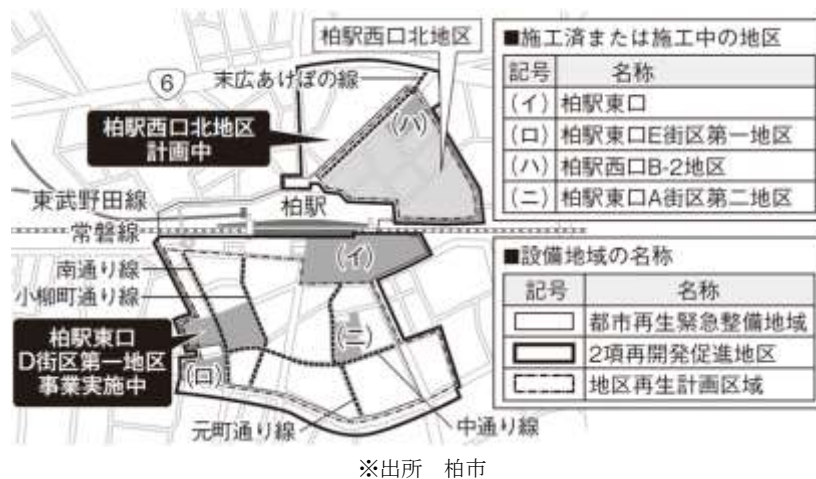 柏駅西口北地区
6
末広あけぼの線
(ハ)
柏駅西口北地区
計画中
東武野田線
柏駅
常磐線
(イ)
南通り線
小柳町通り線
(ニ)
柏駅東口
D街区第一地区
事業実施中
(ロ)
元町通り線
中通り線
■施工済または施工中の地区
記号 名称
(イ) 柏駅東口
(ロ) 柏駅東口E街区第一地区
(ハ) 柏駅西口B-2地区
(ニ) 柏駅東口A街区第二地区
■設備地域の名称
記号 名称
都市再生緊急整備地域
2項再開発促進地区
地区再生計画区域
※出所 柏市